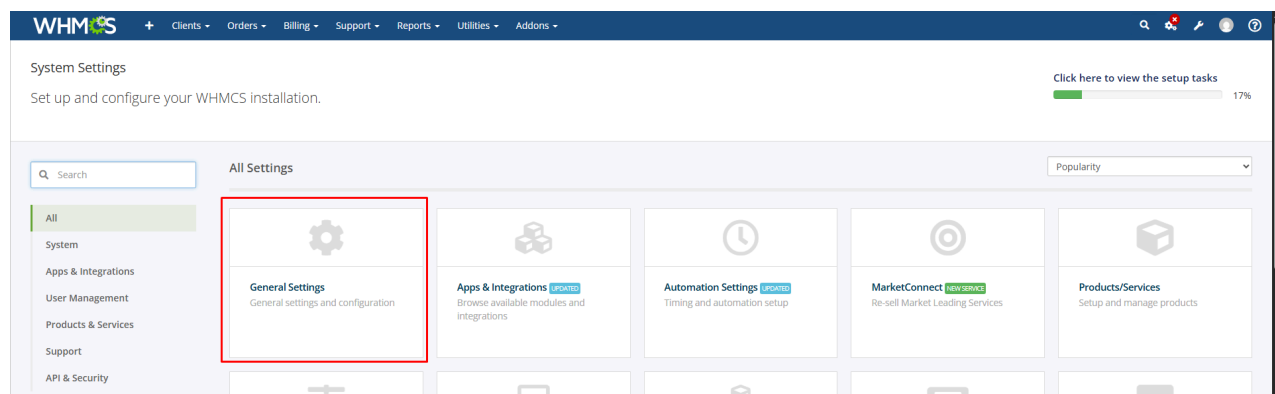 WHMCS + Clients Orders Billing Support Reports Utilities Addons
System Settings
Set up and configure your WHMCS installation.
Click here to view the setup tasks
17%
Search
All Settings
Popularity
All
System
Apps & Integrations
User Management
Products & Services
Support
API & Security
General Settings
General settings and configuration
Apps & Integrations UPDATED
Browse available modules and
integrations
Automation Settings UPDATED
Timing and automation setup
MarketConnect NEW SERVICE
Re-sell Market Leading Services
Products/Services
Setup and manage products